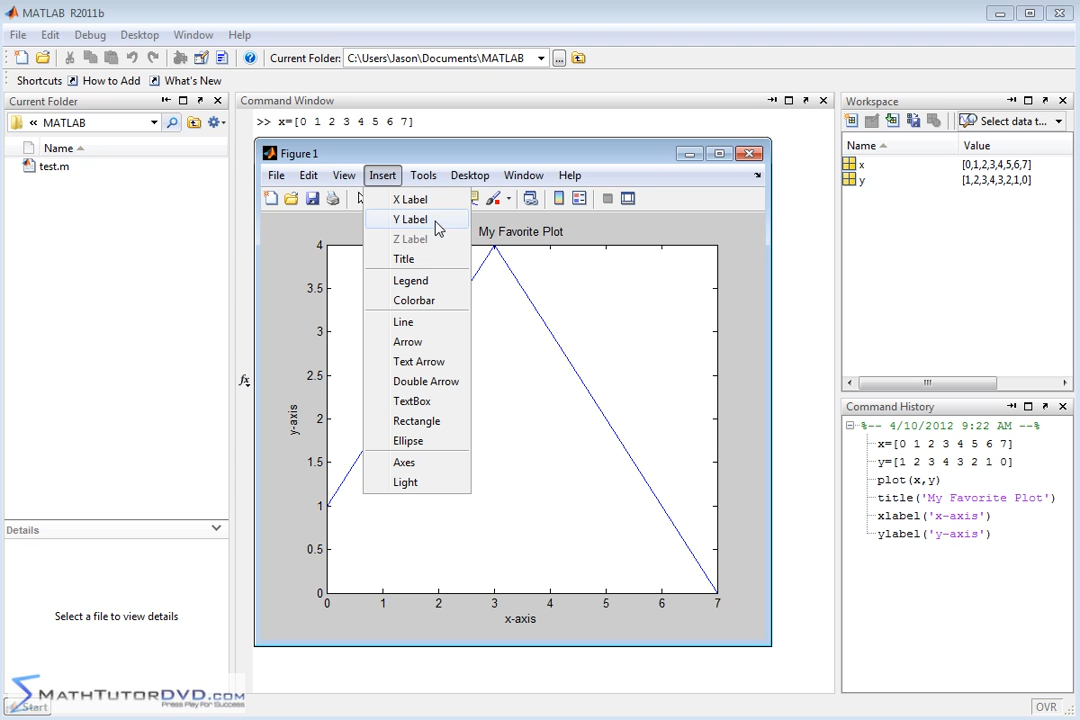 MATLAB R2011b
File Edit Debug Desktop Window Help
Current Folder: C:\Users\Jason\Documents\MATLAB ...
Shortcuts How to Add What's New
Current Folder
« MATLAB
Name
test.m
Details
Select a file to view details
Command Window
>> x=[0 1 2 3 4 5 6 7]
fx
Figure 1
File Edit View Insert Tools Desktop Window Help
X Label
Y Label
Z Label
Title
Legend
Colorbar
Line
Arrow
Text Arrow
Double Arrow
TextBox
Rectangle
Ellipse
Axes
Light
My Favorite Plot
4
3.5
3
2.5
2
1.5
1
0.5
0
y-axis
0 1 2 3 4 5 6 7
x-axis
Workspace
Select data t...
Name Value
x [0,1,2,3,4,5,6,7]
y [1,2,3,4,3,2,1,0]
Command History
%-- 4/10/2012 9:22 AM --%
x=[0 1 2 3 4 5 6 7]
y=[1 2 3 4 3 2 1 0]
plot(x,y)
title('My Favorite Plot')
xlabel('x-axis')
ylabel('y-axis')
MATHTUTORDVD.COM
Press Play For Success
Start
OVR